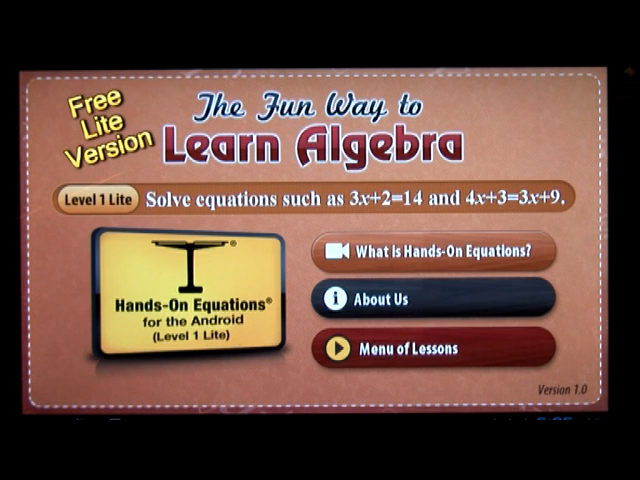 Free
Lite
Version
The Fun Way to
Learn Algebra
Level 1 Lite
Solve equations such as 3x+2=14 and 4x+3=3x+9.
®
Hands-On Equations®
for the Android
(Level 1 Lite)
What is Hands-On Equations?
i
About Us
Menu of Lessons
Version 1.0